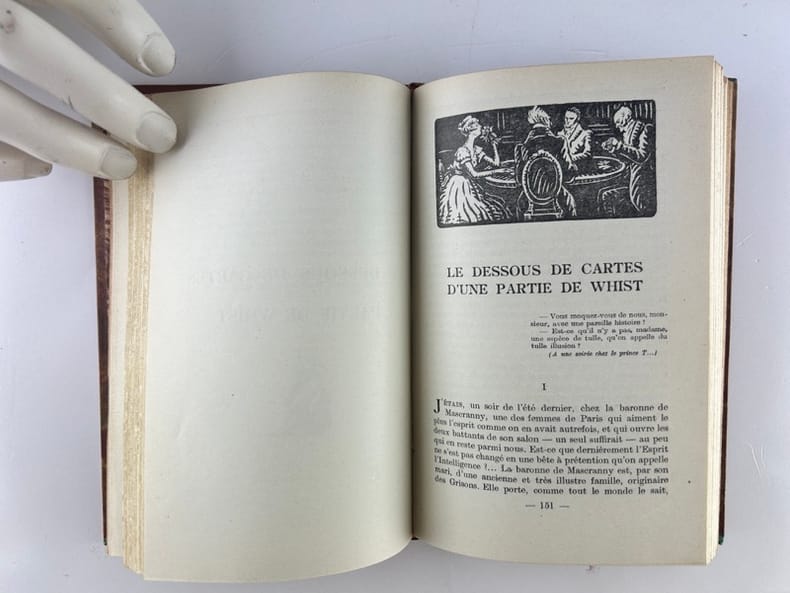 LE DESSOUS DE CARTES
D'UNE PARTIE DE WHIST
— Vous moquez-vous de nous, mon-
sieur, avec une pareille histoire ?
— Est-ce qu'il n'y a pas, madame,
une espèce de tulle, qu'on appelle du
tulle illusion ?
(A une soirée chez le prince T...)
I
J'ÉTAIS, un soir de l'été dernier, chez la baronne de
Mascranny, une des femmes de Paris qui aiment le
plus l'esprit comme on en avait autrefois, et qui ouvre les
deux battants de son salon — un seul suffirait — au peu
qui en reste parmi nous. Est-ce que dernièrement l'Esprit
ne s'est pas changé en une bête à prétention qu'on appelle
l'Intelligence ?... La baronne de Mascranny est, par son
mari, d'une ancienne et très illustre famille, originaire
des Grisons. Elle porte, comme tout le monde le sait,
— 151 —